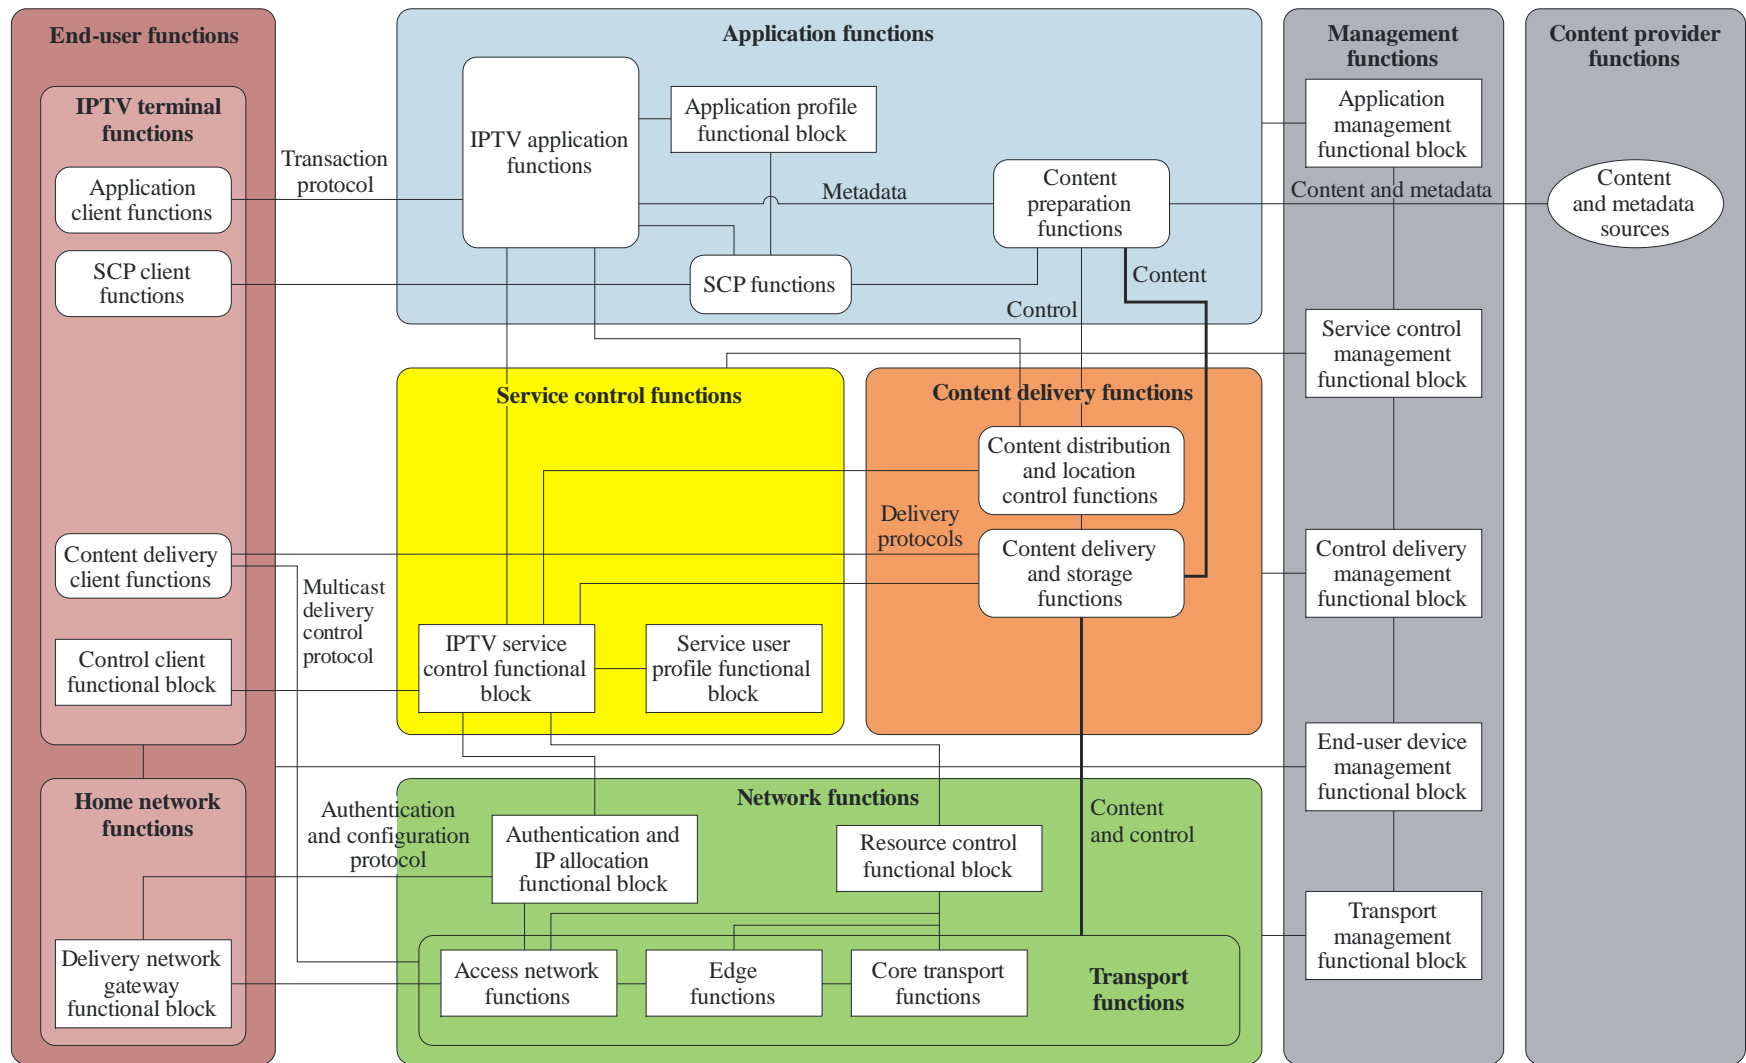 End-user functions
IPTV terminal
functions
Application
client functions
SCP client
functions
Content delivery
client functions
Control client
functional block
Home network
functions
Delivery network
gateway
functional block
Transaction
protocol
Multicast
delivery
control
protocol
Authentication
and configuration
protocol
Application functions
IPTV application
functions
Application profile
functional block
Metadata
Content
preparation
functions
SCP functions
Content
Control
Service control functions
IPTV service
control functional
block
Service user
profile functional
block
Content delivery functions
Content distribution
and location
control functions
Delivery
protocols
Content delivery
and storage
functions
Network functions
Content
and control
Authentication and
IP allocation
functional block
Resource control
functional block
Access network
functions
Edge
functions
Core transport
functions
Transport
functions
Management
functions
Application
management
functional block
Content and metadata
Service control
management
functional block
Control delivery
management
functional block
End-user device
management
functional block
Transport
management
functional block
Content provider
functions
Content
and metadata
sources